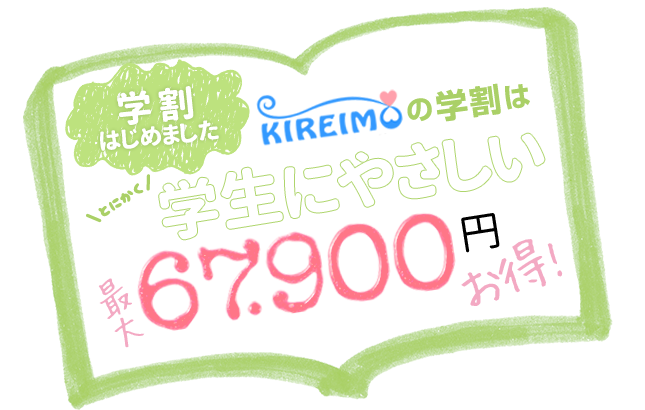 学割
はじめました
KIREIMOの学割は
\とにかく/
学生にやさしい
最大67.900円お得!